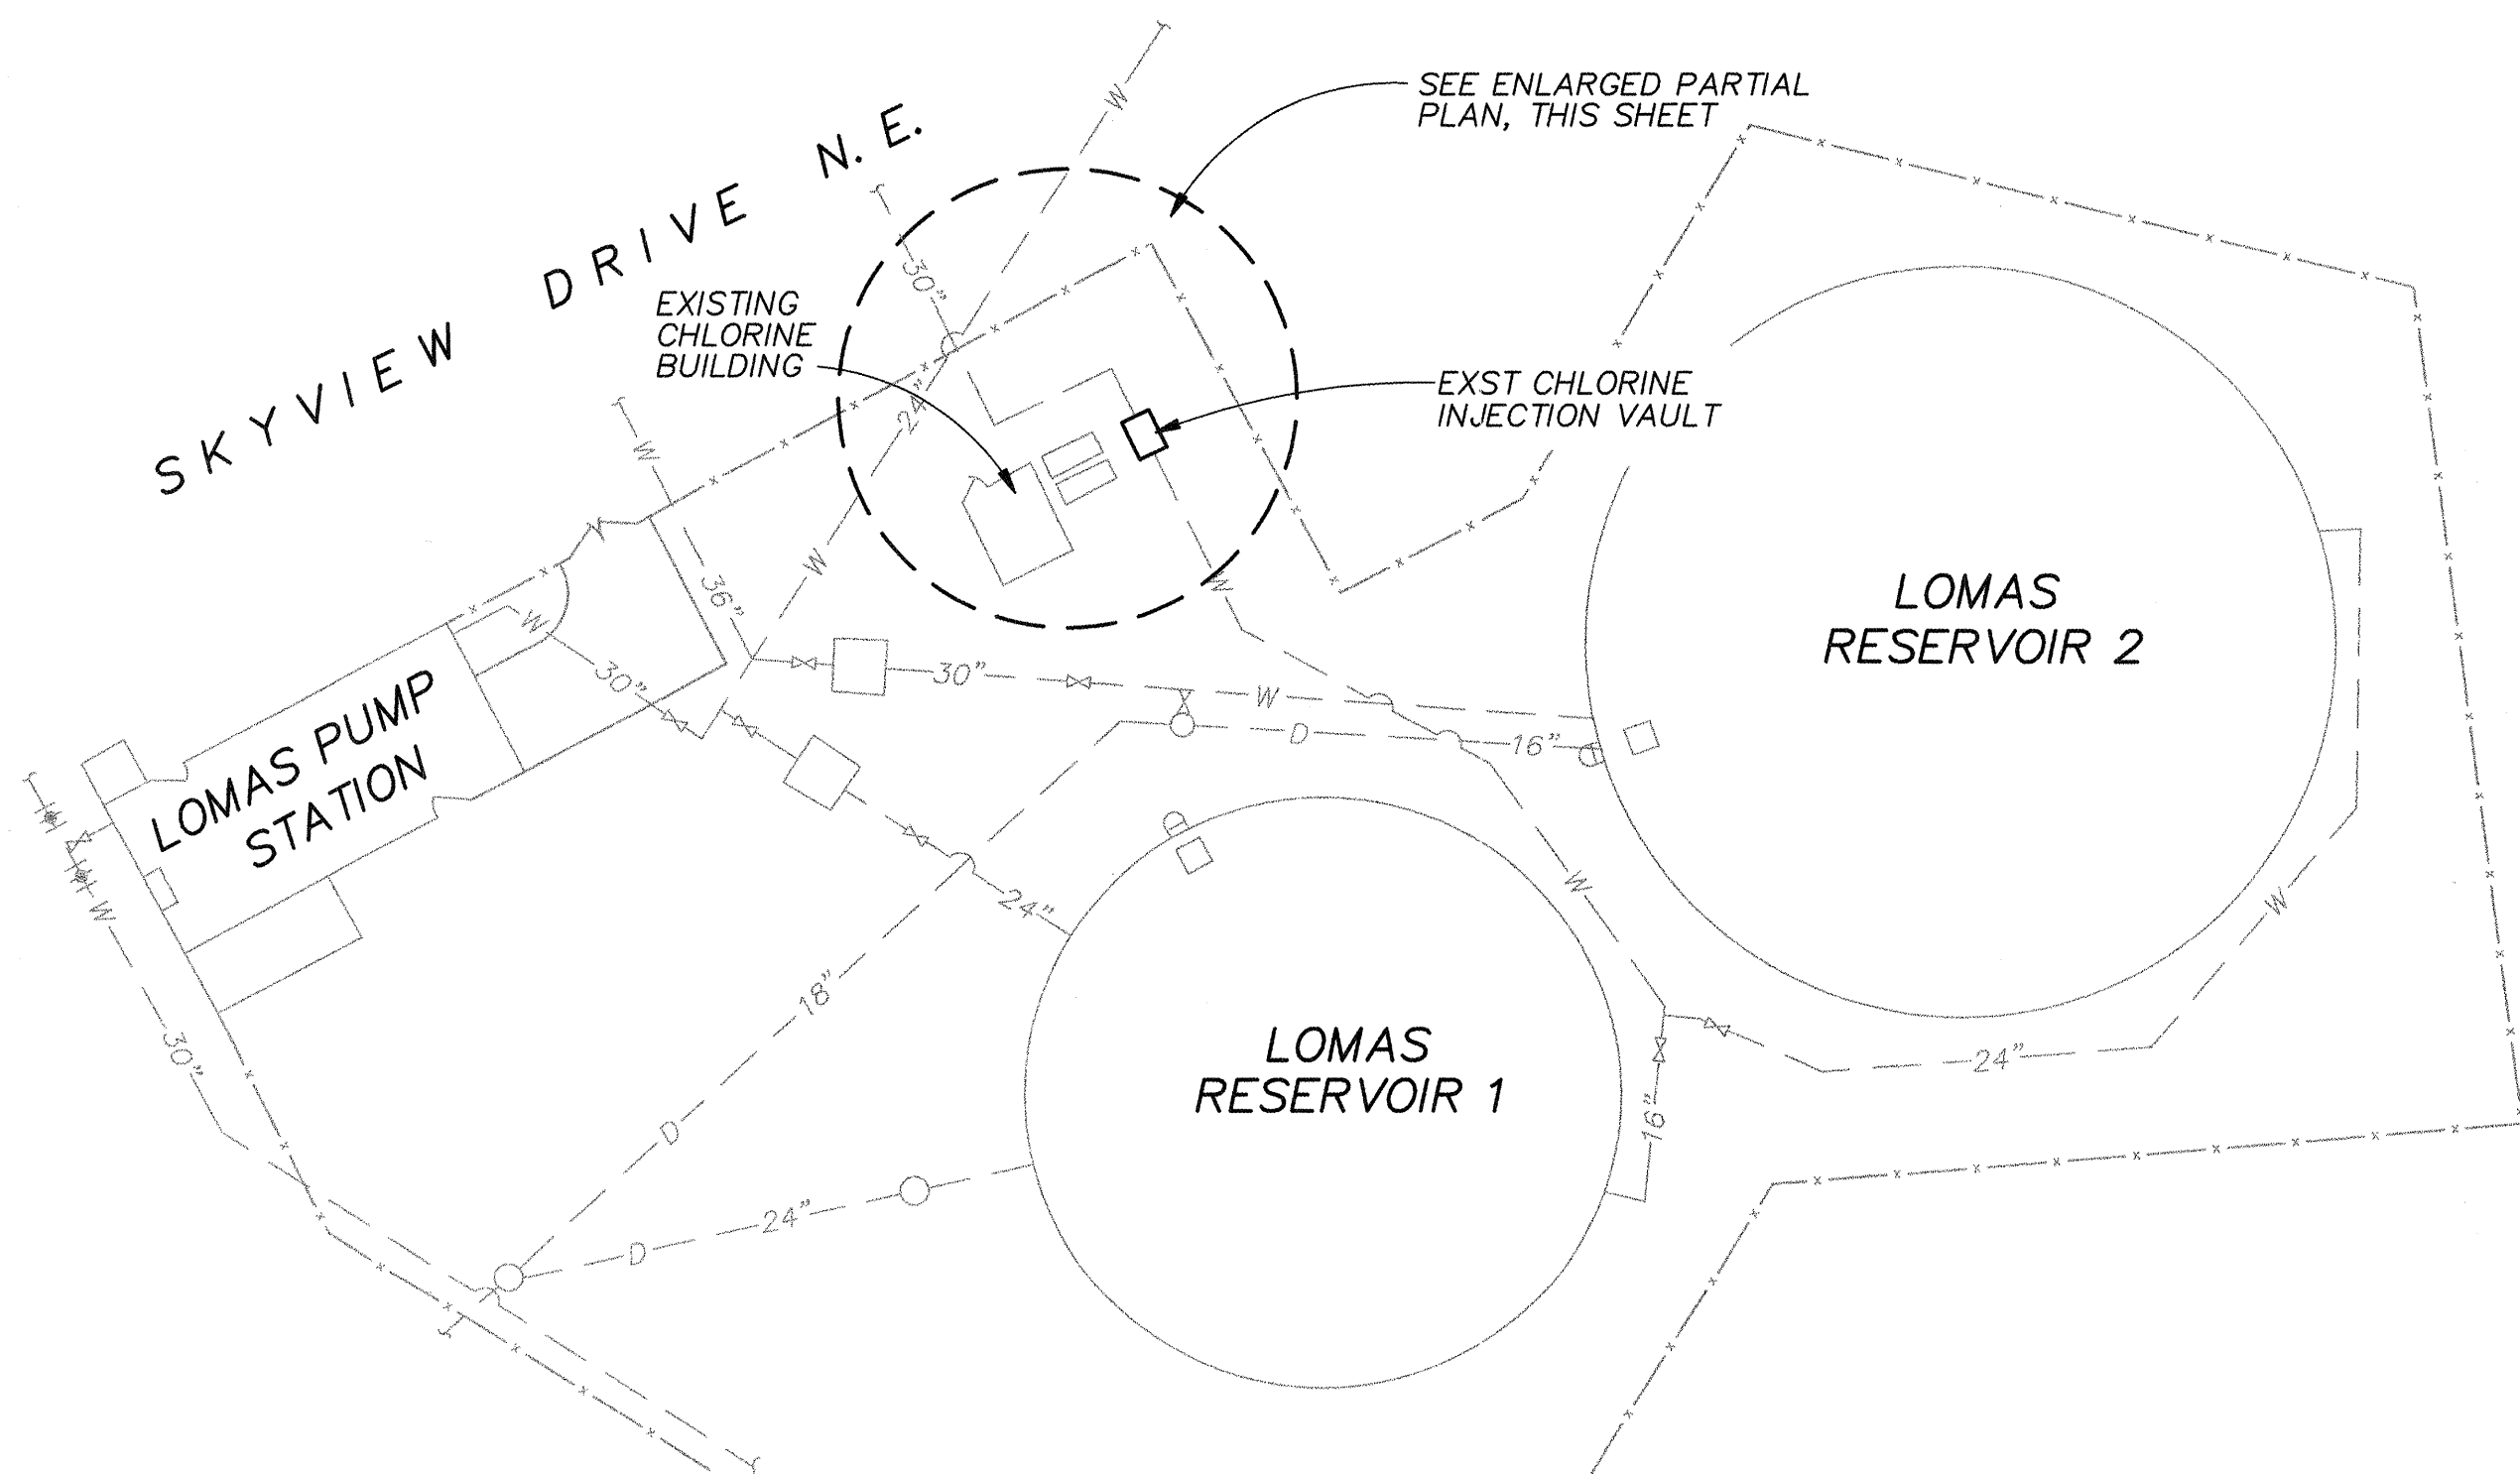 SEE ENLARGED PARTIAL
PLAN, THIS SHEET
W
SKYVIEW DRIVE N.E.
30"
EXISTING
CHLORINE
BUILDING
EXST CHLORINE
INJECTION VAULT
24"
W
W
36"
W
W
30"
30"
W
D
16"
LOMAS
RESERVOIR 2
LOMAS PUMP
STATION
W
30"
24"
18"
W
W
24"
16"
LOMAS
RESERVOIR 1
D
24"
D